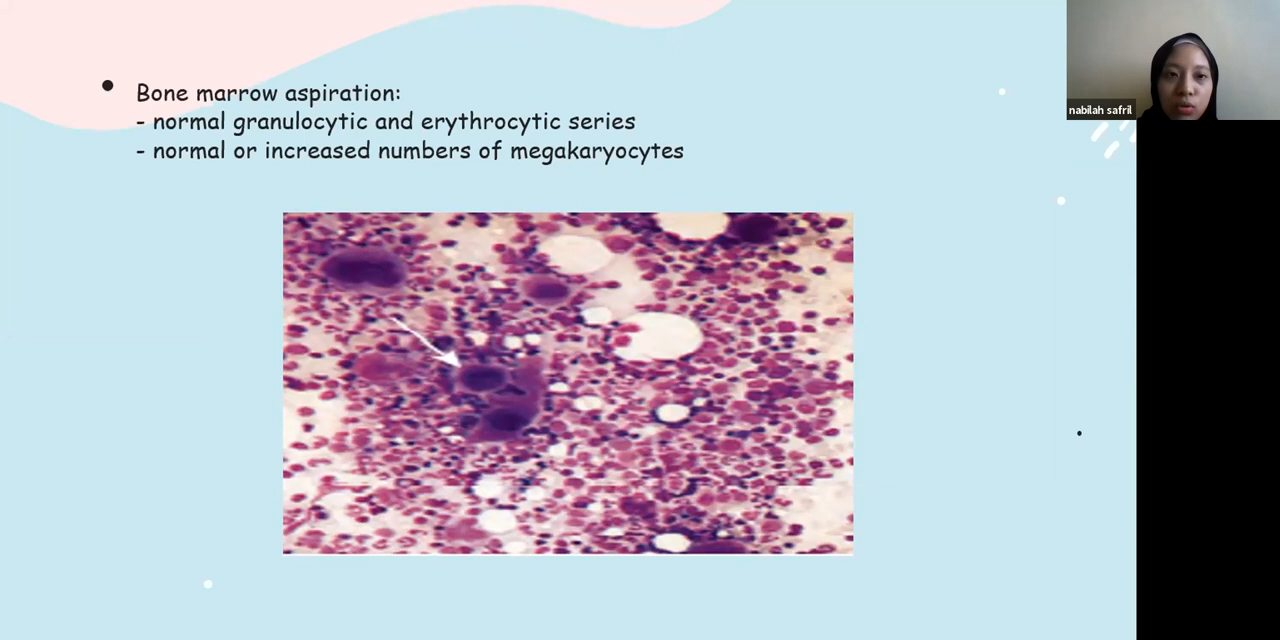 Bone marrow aspiration:
- normal granulocytic and erythrocytic series
- normal or increased numbers of megakaryocytes
nabilah safril